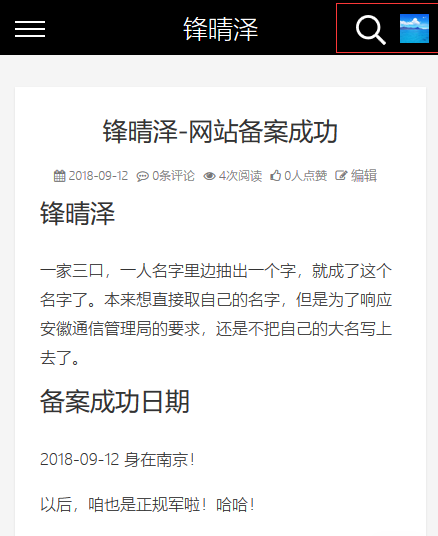 锋晴泽
锋晴泽-网站备案成功
2018-09-12 0条评论 4次阅读 0人点赞 编辑
锋晴泽
一家三口，一人名字里边抽出一个字，就成了这个
名字了。本来想直接取自己的名字，但是为了响应
安徽通信管理局的要求，还是不把自己的大名写上
去了。
备案成功日期
2018-09-12 身在南京！
以后，咱也是正规军啦！哈哈！